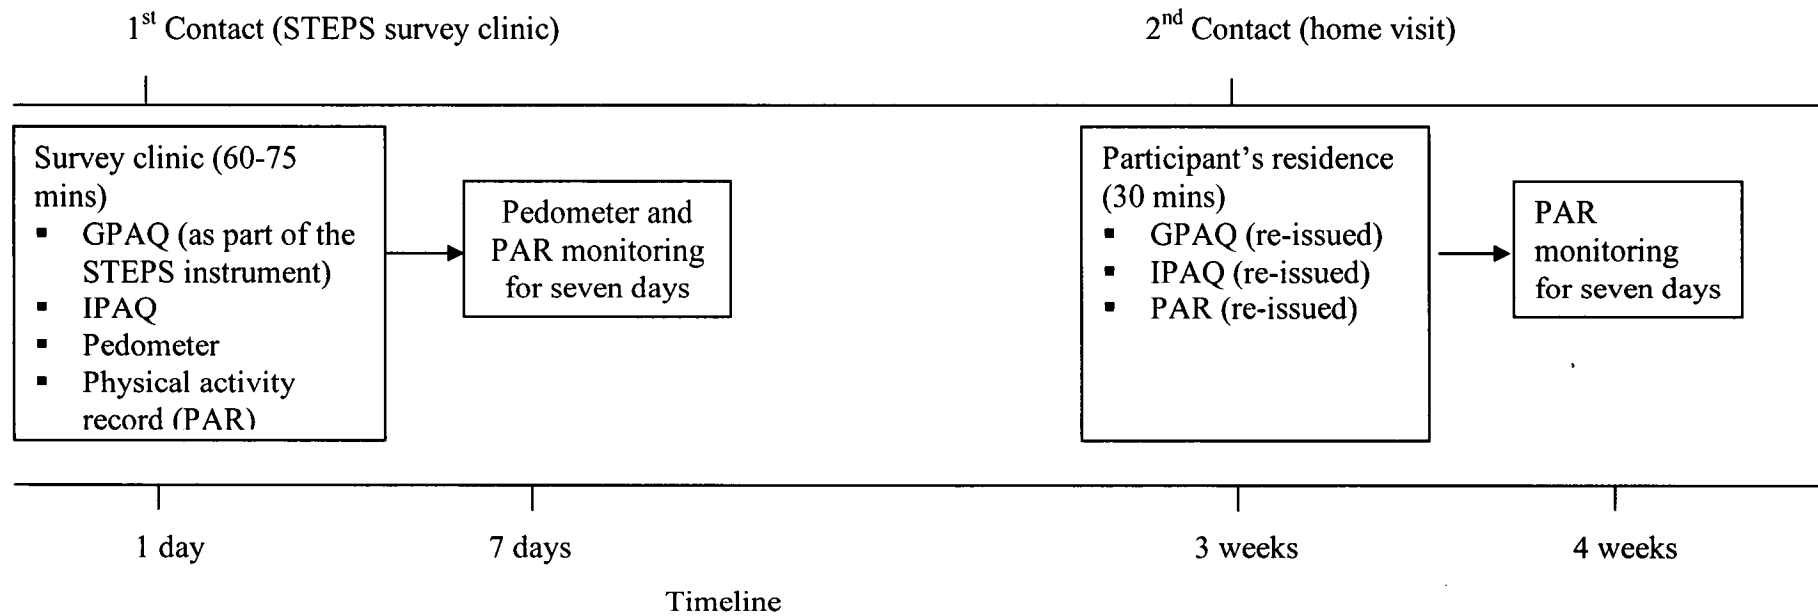 1st Contact (STEPS survey clinic)
2nd Contact (home visit)
Survey clinic (60-75
mins)
▪ GPAQ (as part of the
STEPS instrument)
▪ IPAQ
▪ Pedometer
▪ Physical activity
record (PAR)
Pedometer and
PAR monitoring
for seven days
Participant's residence
(30 mins)
▪ GPAQ (re-issued)
▪ IPAQ (re-issued)
▪ PAR (re-issued)
PAR
monitoring
for seven days
1 day
7 days
3 weeks
4 weeks
Timeline